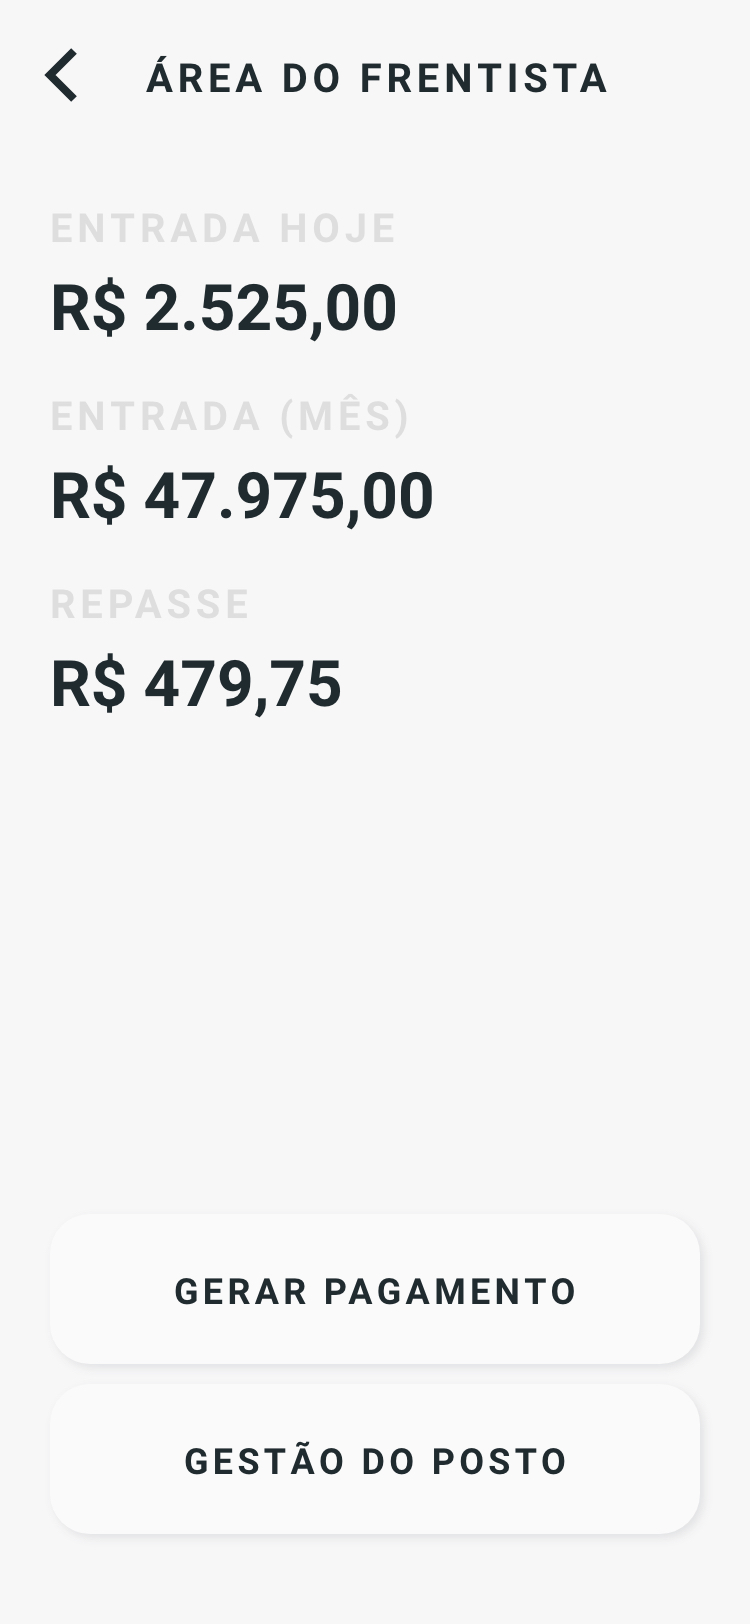 ÁREA DO FRENTISTA
ENTRADA HOJE
R$ 2.525,00
ENTRADA (MÊS)
R$ 47.975,00
REPASSE
R$ 479,75
GERAR PAGAMENTO
GESTÃO DO POSTO